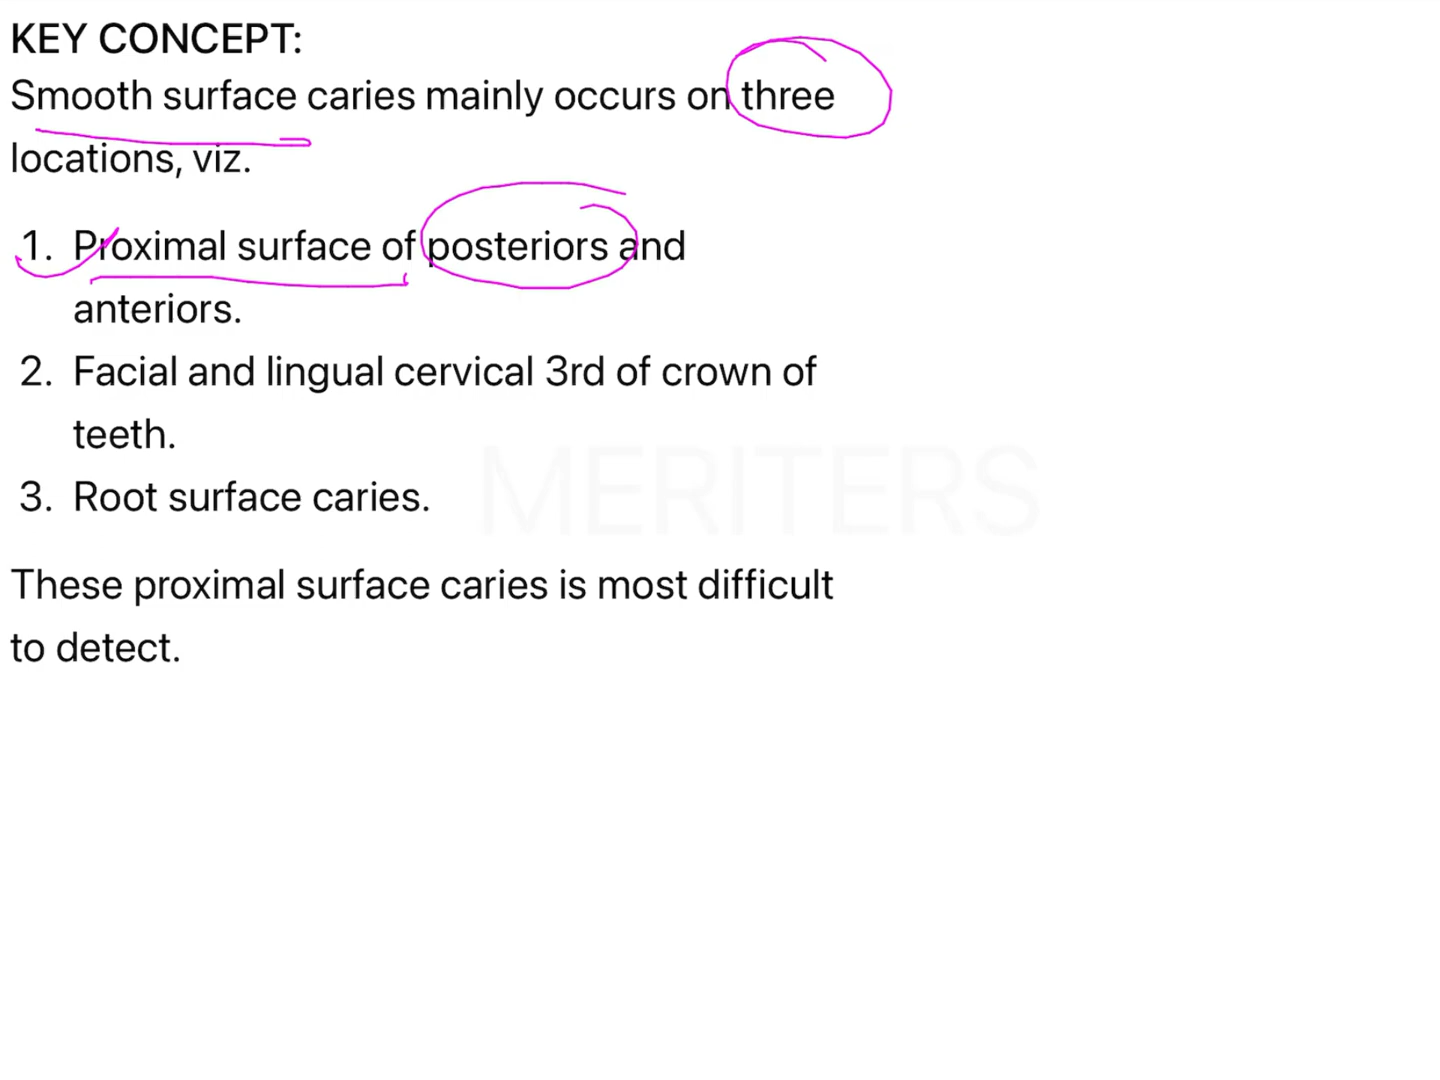 KEY CONCEPT:
Smooth surface caries mainly occurs on three
locations, viz.
1. Proximal surface of posteriors and
anteriors.
2. Facial and lingual cervical 3rd of crown of
teeth.
3. Root surface caries.
MERITERS
These proximal surface caries is most difficult
to detect.